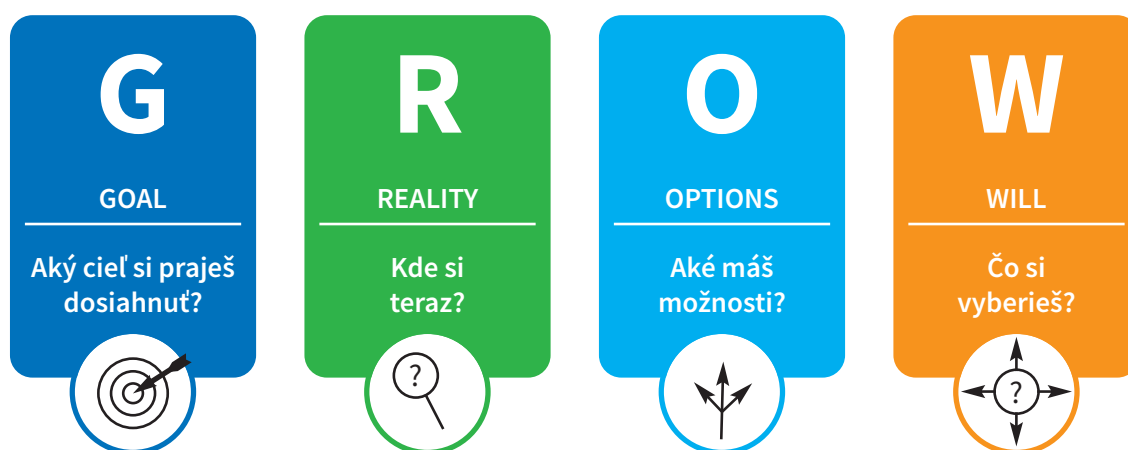 G
GOAL
Aký cieľ si praješ
dosiahnuť?
R
REALITY
Kde si
teraz?
?
O
OPTIONS
Aké máš
možnosti?
W
WILL
Čo si
vyberieš?
?